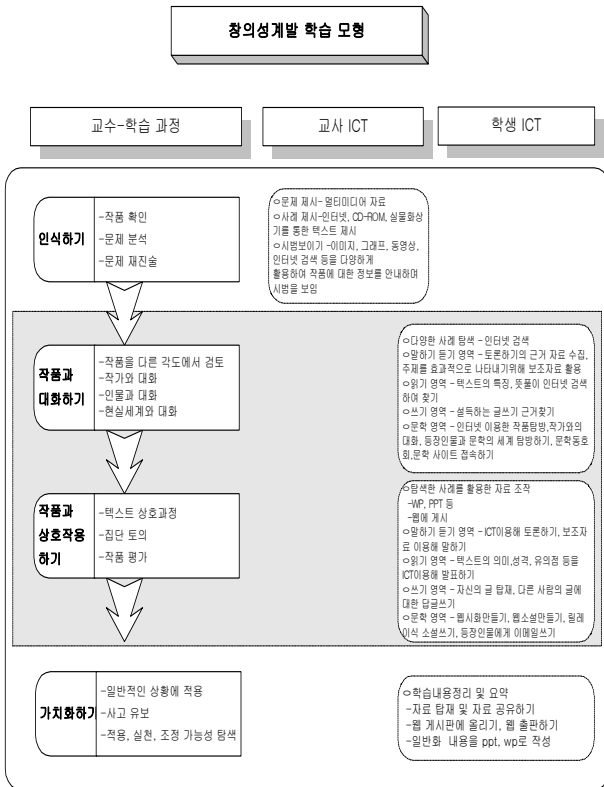 창의성계발 학습 모형
교수-학습 과정
교사 ICT
학생 ICT
인식하기
-작품 확인
-문제 분석
-문제 재진술
○문제 제시- 멀티미디어 자료
○사례 제시-인터넷, CD-ROM, 실물화상
기를 통한 텍스트 제시
○시범보이기 -이미지, 그래프, 동영상,
인터넷 검색 등을 다양하게
활용하여 작품에 대한 정보를 안내하며
시범을 보임
작품과
대화하기
-작품을 다른 각도에서 검토
-작가와 대화
-인물과 대화
-현실세계와 대화
○다양한 사례 탐색 - 인터넷 검색
○말하기 듣기 영역 - 토론하기의 근거 자료 수집,
주제를 효과적으로 나타내기위해 보조자료 활용
○읽기 영역 - 텍스트의 특징, 뜻풀이 인터넷 검색
하여 찾기
○쓰기 영역 - 설득하는 글쓰기 근거찾기
○문학 영역 - 인터넷 이용한 작품탐방,작가와의
대화, 등장인물과 문학의 세계 탐방하기, 문학동호
회,문학 사이트 접속하기
작품과
상호작용
하기
-텍스트 상호과정
-집단 토의
-작품 평가
○탐색한 사례를 활용한 자료 조작
-WP, PPT 등
-웹에 게시
○말하기 듣기 영역 - ICT이용해 토론하기, 보조자
료 이용해 말하기
○읽기 영역 - 텍스트의 의미,성격, 유의점 등을
ICT이용해 발표하기
○쓰기 영역 - 자신의 글 탑재, 다른 사람의 글에
대한 답글쓰기
○문학 영역 - 웹시화만들기, 웹소설만들기, 릴레
이식 소설쓰기, 등장인물에게 이메일쓰기
가치화하기
-일반적인 상황에 적용
-사고 유보
-적용, 실천, 조정 가능성 탐색
○학습내용정리 및 요약
-자료 탑재 및 자료 공유하기
-웹 게시판에 올리기, 웹 출판하기
-일반화 내용을 ppt, wp로 작성